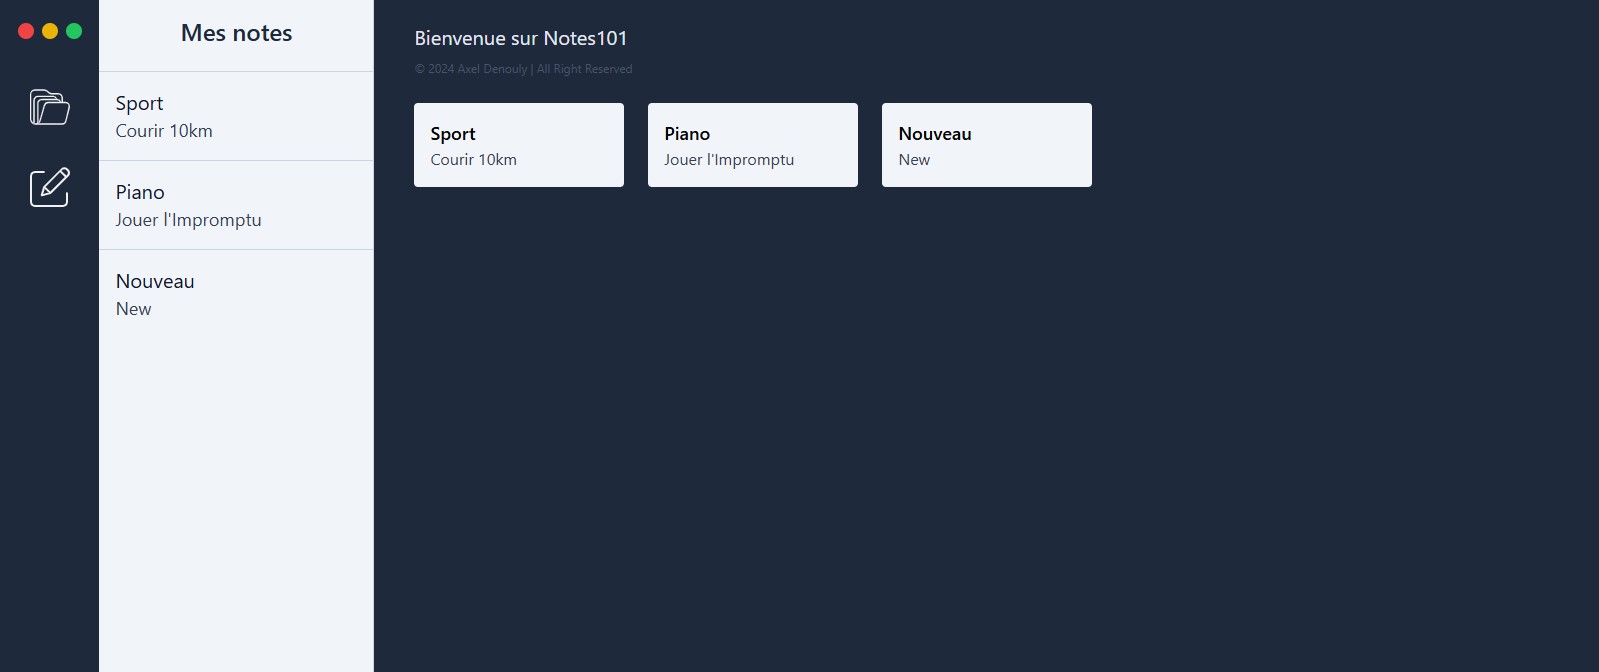 Mes notes
Sport
Courir 10km
Piano
Jouer l'Impromptu
Nouveau
New
Bienvenue sur Notes101
© 2024 Axel Denouly | All Right Reserved
Sport
Courir 10km
Piano
Jouer l'Impromptu
Nouveau
New